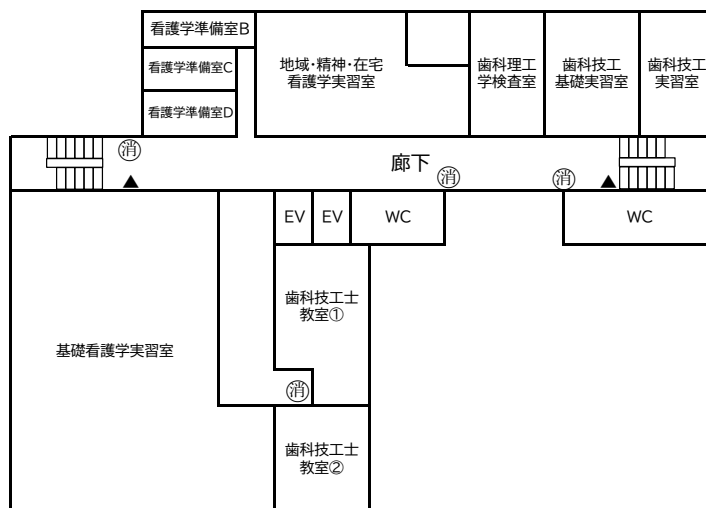 看護学準備室B
看護学準備室C
看護学準備室D
地域・精神・在宅
看護学実習室
歯科理工
学検査室
歯科技工
基礎実習室
歯科技工
実習室
消
廊下
消
消
▲
▲
EV
EV
WC
WC
歯科技工士
教室①
基礎看護学実習室
消
歯科技工士
教室②